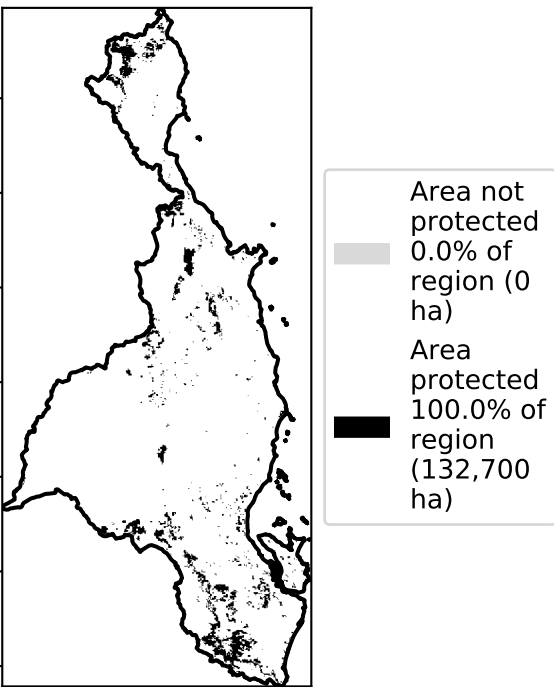 Area not
protected
0.0% of
region (0
ha)
Area
protected
100.0% of
region
(132,700
ha)